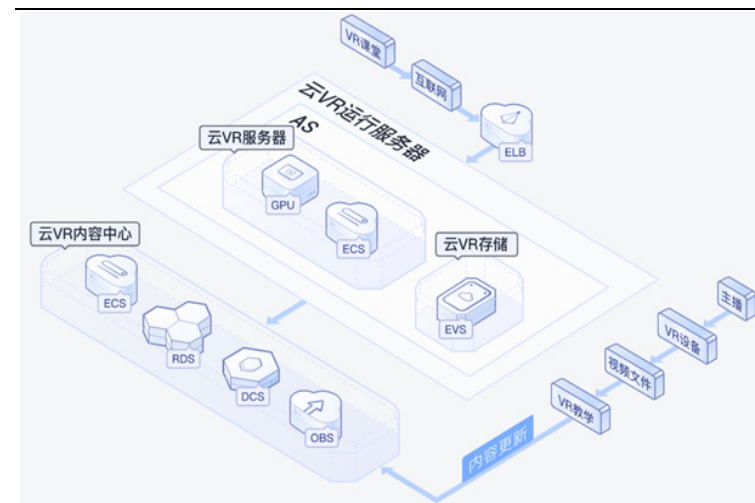 VR课堂
互联网
ELB
云VR运行服务器
AS
云VR服务器
GPU
ECS
云VR存储
EVS
云VR内容中心
ECS
RDS
DCS
OBS
主播
VR设备
视频文件
VR教学
内容更新